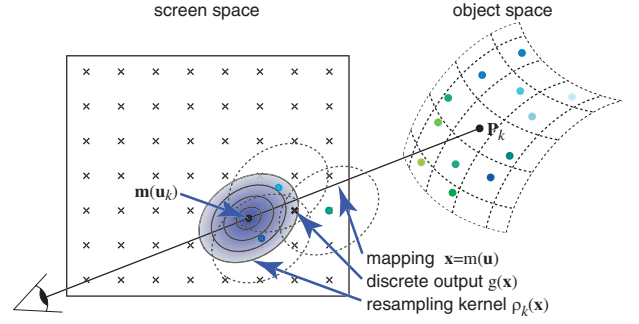 screen space
object space
P_k
m(u_k)
mapping x=m(u)
discrete output g(x)
resampling kernel ρ_k(x)